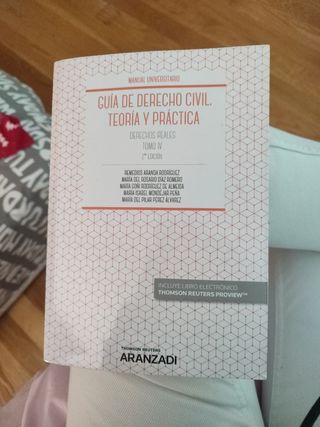 MANUAL UNIVERSITARIO
GUÍA DE DERECHO CIVIL.
TEORÍA Y PRÁCTICA
DERECHOS REALES
TOMO IV
2ª EDICIÓN
REMEDIOS ARANDA RODRÍGUEZ
MARÍA DEL ROSARIO DÍAZ ROMERO
MARÍA GOÑI RODRÍGUEZ DE ALMEIDA
MARÍA ISABEL MONDÉJAR PEÑA
MARÍA DEL PILAR PÉREZ ÁLVAREZ
INCLUYE LIBRO ELECTRÓNICO
THOMSON REUTERS PROVIEW™
THOMSON REUTERS
ARANZADI